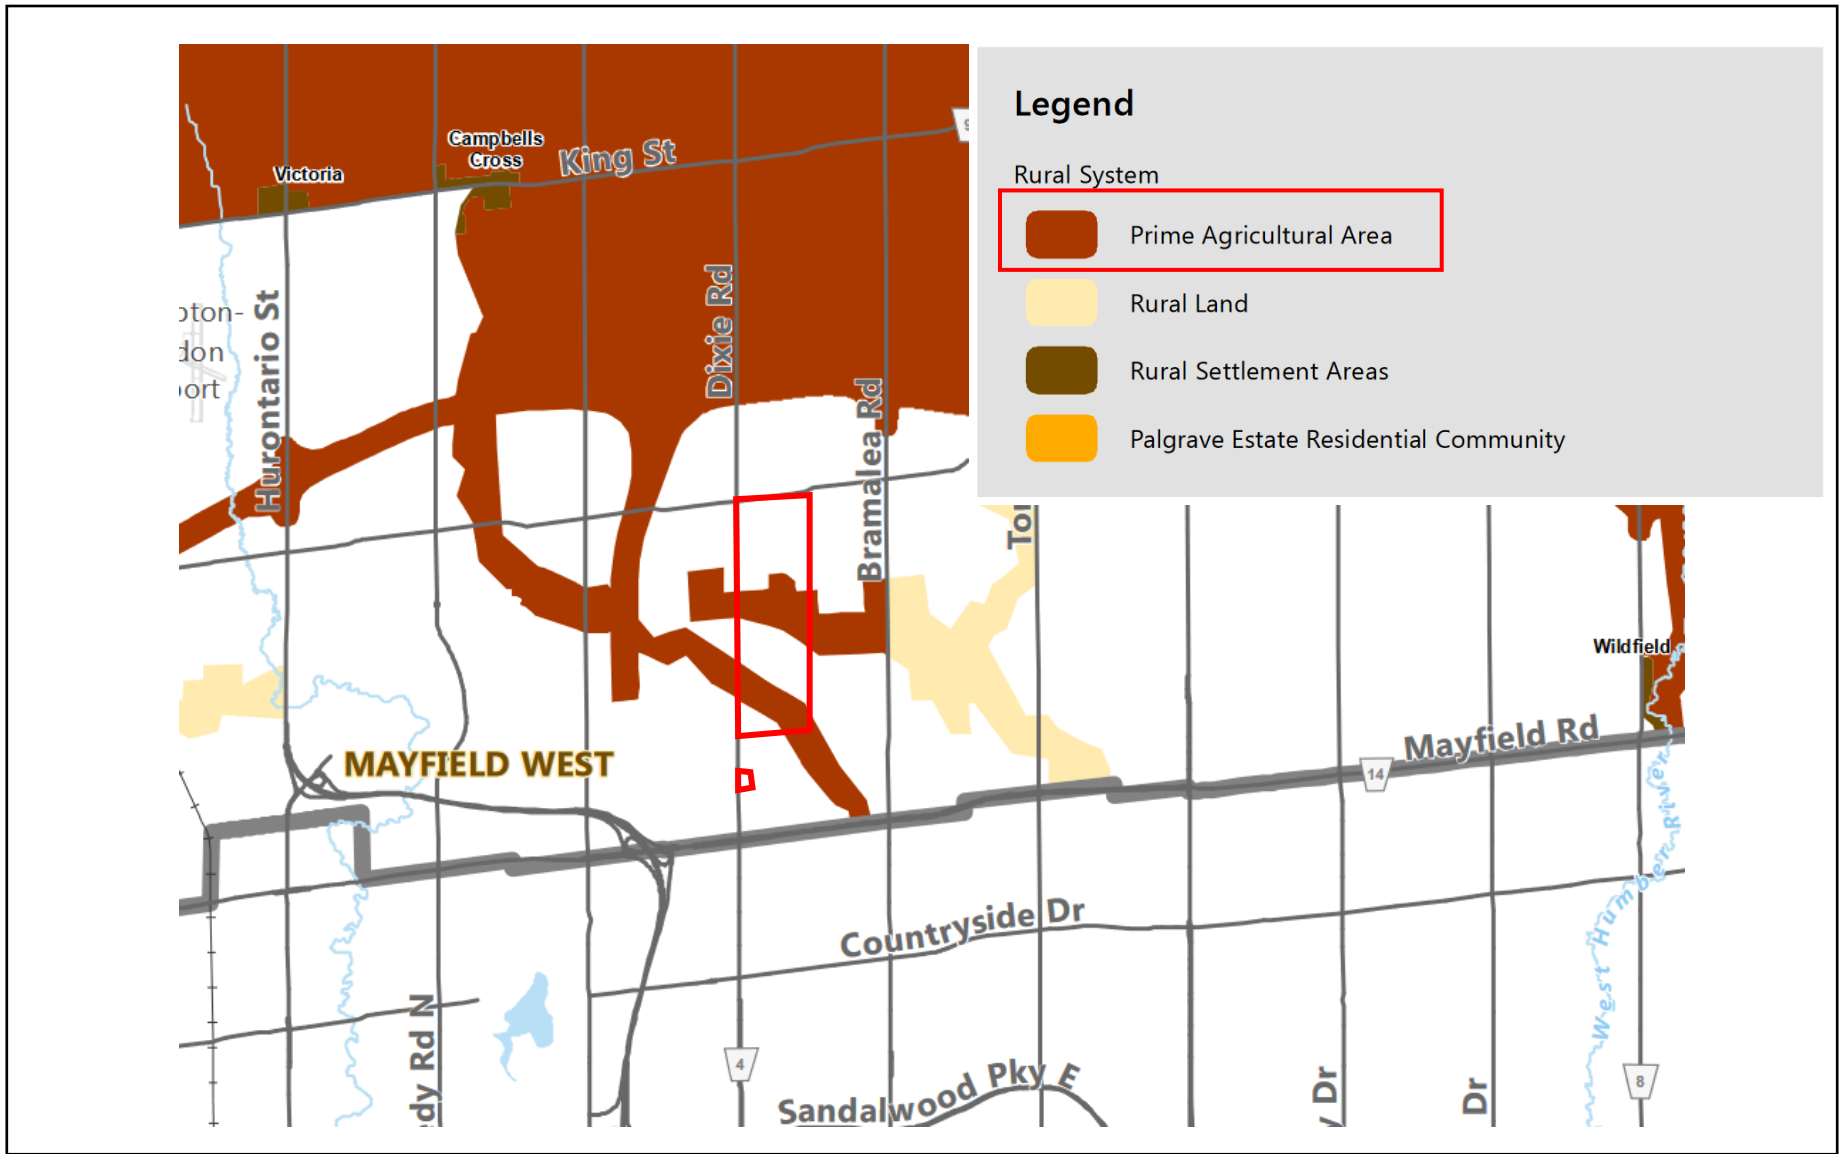 Legend
Rural System
Prime Agricultural Area
Rural Land
Rural Settlement Areas
Palgrave Estate Residential Community
Campbells
Cross
King St
Victoria
Dixie Rd
Hurontario St
Bramalea Rd
Wildfield
MAYFIELD WEST
Mayfield Rd
14
Countryside Dr
West Humber River
4
8
Sandalwood Pky E
Dr
Dr